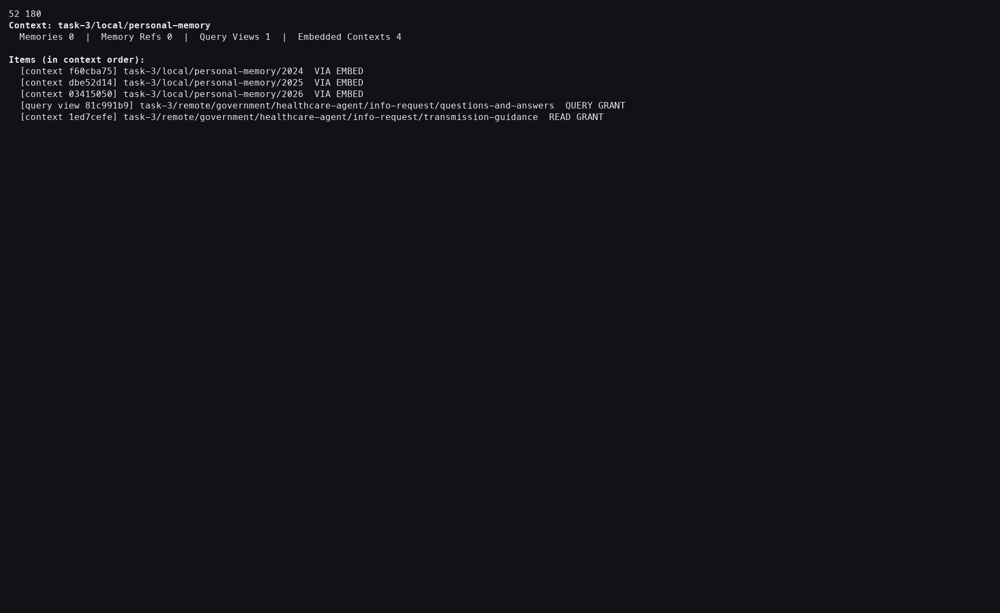 52 180
Context: task-3/local/personal-memory
  Memories 0  |  Memory Refs 0  |  Query Views 1  |  Embedded Contexts 4

Items (in context order):
  [context f60cba75] task-3/local/personal-memory/2024  VIA EMBED
  [context dbe52d14] task-3/local/personal-memory/2025  VIA EMBED
  [context 03415050] task-3/local/personal-memory/2026  VIA EMBED
  [query view 81c991b9] task-3/remote/government/healthcare-agent/info-request/questions-and-answers  QUERY GRANT
  [context 1ed7cefe] task-3/remote/government/healthcare-agent/info-request/transmission-guidance  READ GRANT